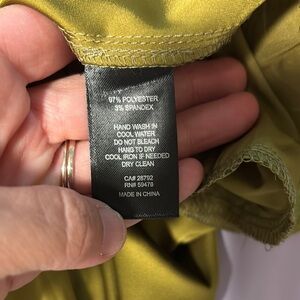 97% POLYESTER
3% SPANDEX
HAND WASH IN
COOL WATER
DO NOT BLEACH
HANG TO DRY
COOL IRON IF NEEDED
DRY CLEAN
CA# 28792
RN# 59478
MADE IN CHINA